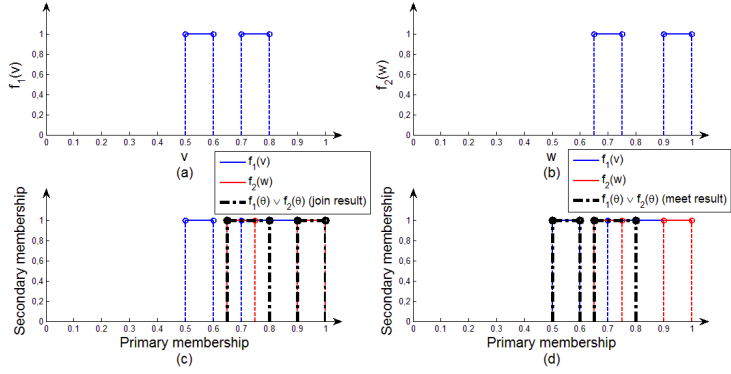 f1(v)
1
0,8
0,6
0,4
0,2
0
0 0.1 0.2 0.3 0.4 0.5 0.6 0.7 0.8 0.9 1
v
(a)
f2(w)
1
0,8
0,6
0,4
0,2
0
0 0.1 0.2 0.3 0.4 0.5 0.6 0.7 0.8 0.9 1
w
(b)
f1(v)
f2(w)
f1(θ) ∨ f2(θ) (join result)
Secondary membership
1
0,8
0,6
0,4
0,2
0
0 0.1 0.2 0.3 0.4 0.5 0.6 0.7 0.8 0.9 1
Primary membership
(c)
f1(v)
f2(w)
f1(θ) ∨ f2(θ) (meet result)
Secondary membership
1
0,8
0,6
0,4
0,2
0
0 0.1 0.2 0.3 0.4 0.5 0.6 0.7 0.8 0.9 1
Primary membership
(d)